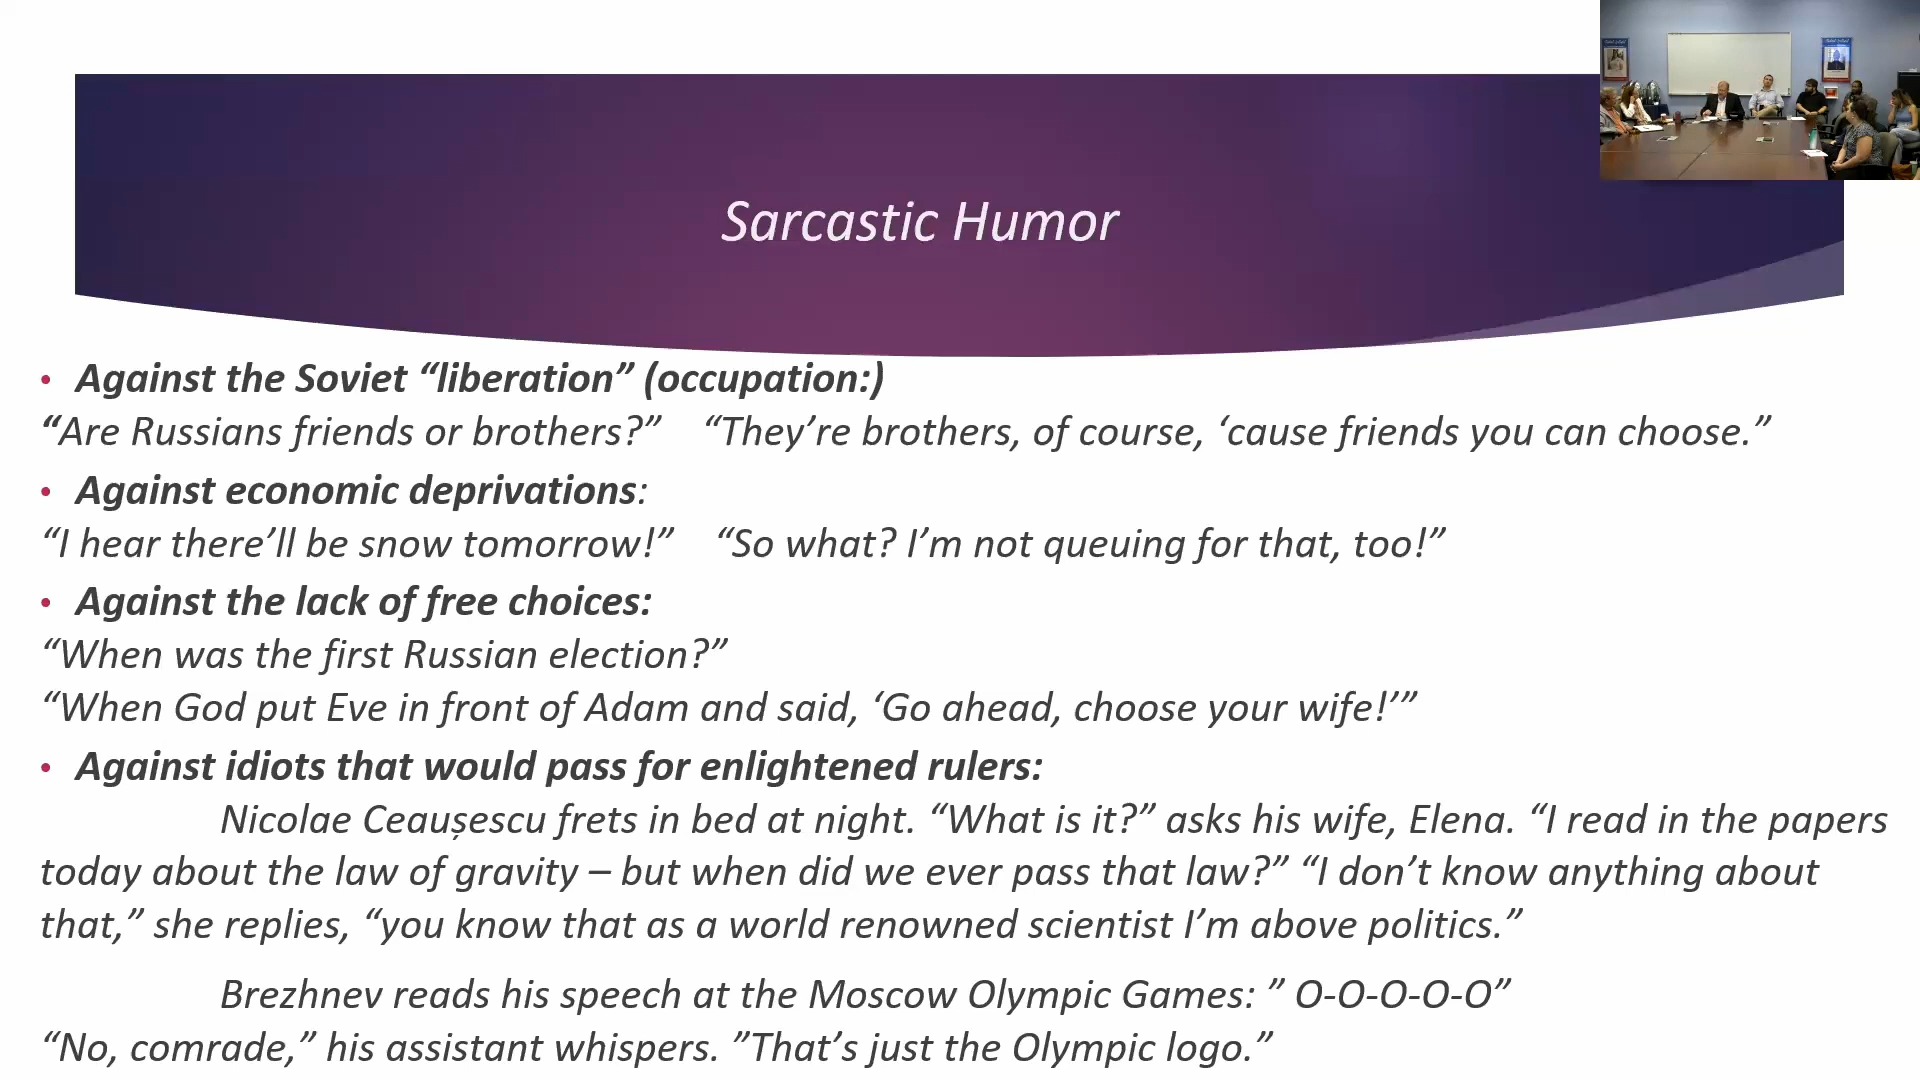 Sarcastic Humor
• Against the Soviet “liberation” (occupation:)
“Are Russians friends or brothers?” “They’re brothers, of course, ‘cause friends you can choose.”
• Against economic deprivations:
“I hear there’ll be snow tomorrow!” “So what? I’m not queuing for that, too!”
• Against the lack of free choices:
“When was the first Russian election?”
“When God put Eve in front of Adam and said, ‘Go ahead, choose your wife!’”
• Against idiots that would pass for enlightened rulers:
Nicolae Ceaușescu frets in bed at night. “What is it?” asks his wife, Elena. “I read in the papers
today about the law of gravity – but when did we ever pass that law?” “I don’t know anything about
that,” she replies, “you know that as a world renowned scientist I’m above politics.”
Brezhnev reads his speech at the Moscow Olympic Games: ” O-O-O-O-O”
“No, comrade,” his assistant whispers. ”That’s just the Olympic logo.”